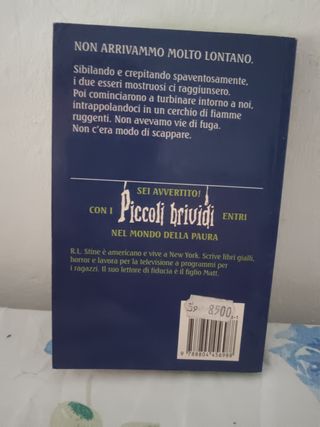 NON ARRIVAMMO MOLTO LONTANO.
Sibilando e crepitando spaventosamente,
i due esseri mostruosi ci raggiunsero.
Poi cominciarono a turbinare intorno a noi,
intrappolandoci in un cerchio di fiamme
ruggenti. Non avevamo vie di fuga.
Non c'era modo di scappare.
SEI AVVERTITO!
CON I Piccoli brividi ENTRI
NEL MONDO DELLA PAURA
R.L. Stine è americano e vive a New York. Scrive libri gialli,
horror e lavora per la televisione a programmi per
i ragazzi. Il suo lettore di fiducia è il figlio Matt.
8.900